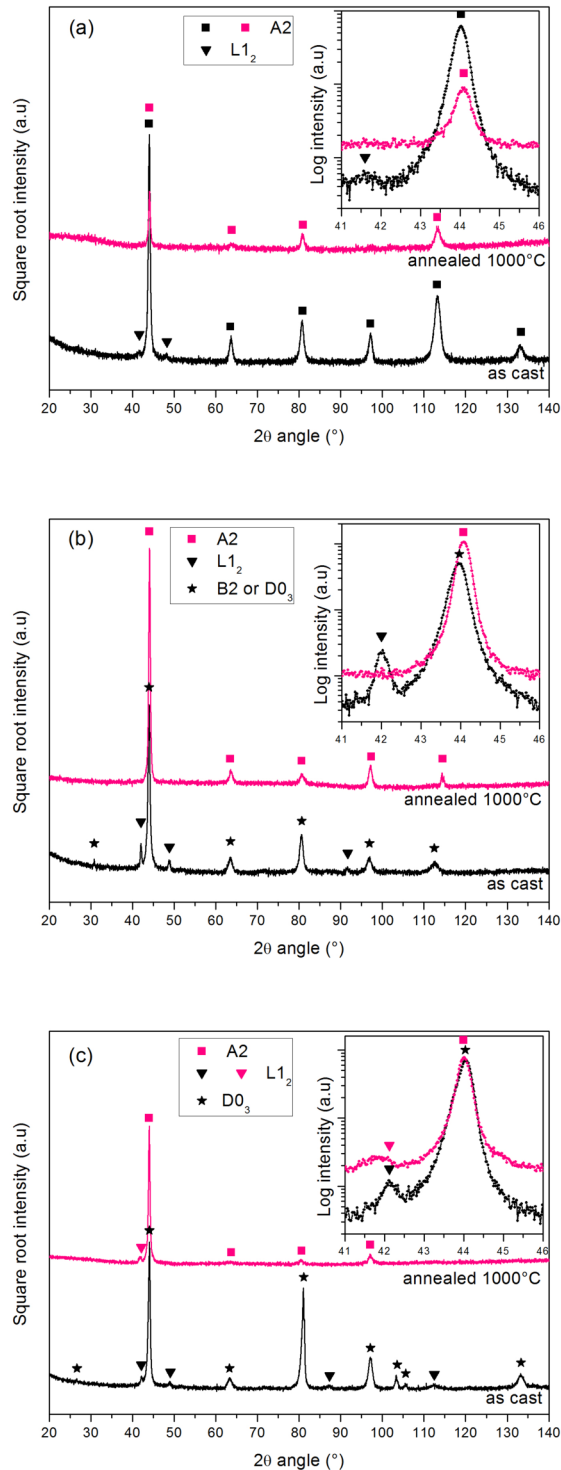 (a)
■ ■ A2
▼ L1₂
Square root intensity (a.u)
Log intensity (a.u)
41 42 43 44 45 46
annealed 1000°C
as cast
20 30 40 50 60 70 80 90 100 110 120 130 140
2θ angle (°)
(b)
■ A2
▼ L1₂
★ B2 or D0₃
Square root intensity (a.u)
Log intensity (a.u)
41 42 43 44 45 46
annealed 1000°C
as cast
20 30 40 50 60 70 80 90 100 110 120 130 140
2θ angle (°)
(c)
■ A2
▼ ▼ L1₂
★ D0₃
Square root intensity (a.u)
Log intensity (a.u)
41 42 43 44 45 46
annealed 1000°C
as cast
20 30 40 50 60 70 80 90 100 110 120 130 140
2θ angle (°)